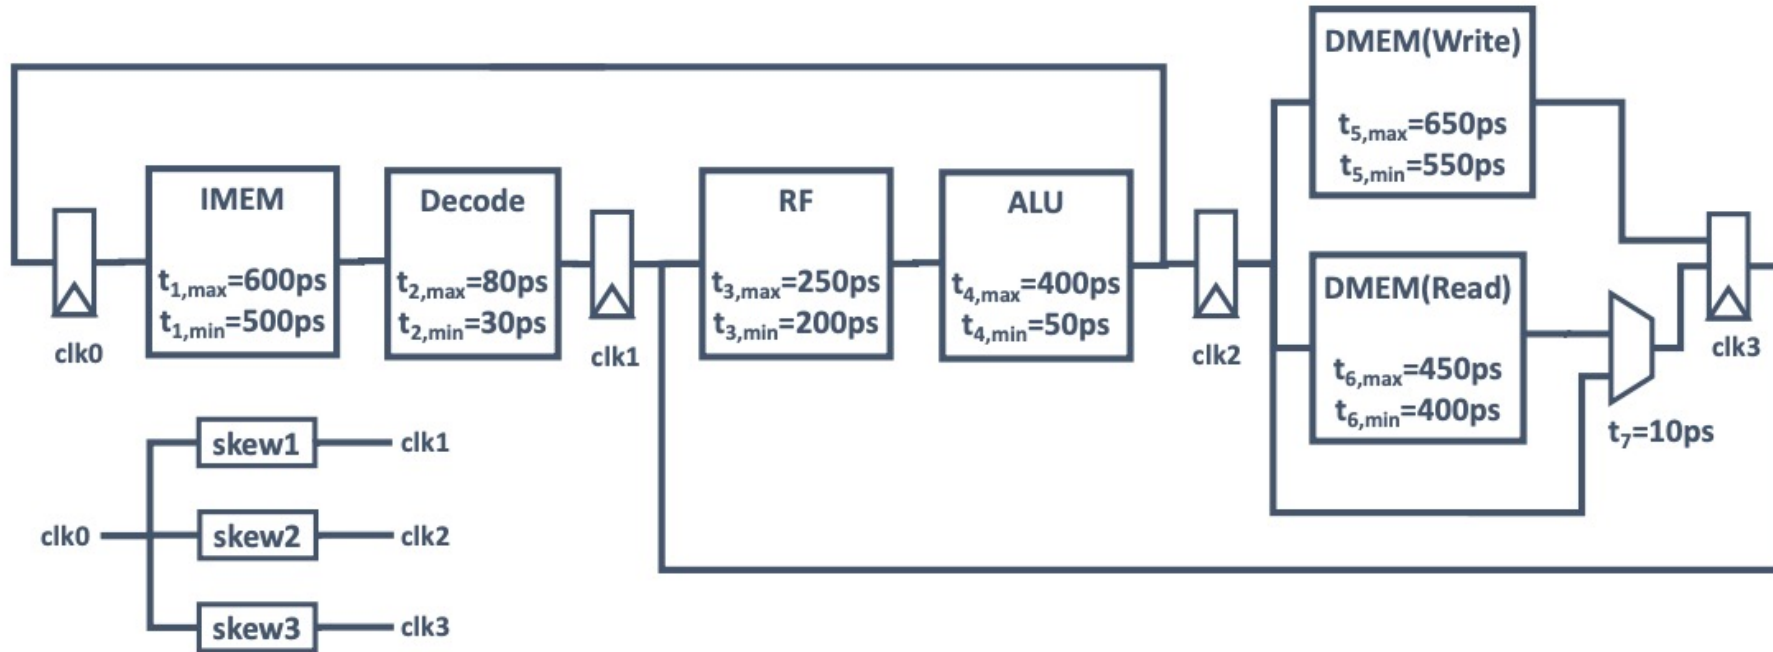 DMEM(Write)
t5,max=650ps
t5,min=550ps
IMEM
t1,max=600ps
t1,min=500ps
Decode
t2,max=80ps
t2,min=30ps
RF
t3,max=250ps
t3,min=200ps
ALU
t4,max=400ps
t4,min=50ps
DMEM(Read)
t6,max=450ps
t6,min=400ps
clk0
clk1
clk2
clk3
t7=10ps
skew1
clk1
clk0
skew2
clk2
skew3
clk3